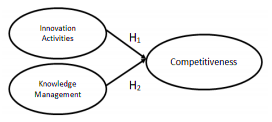 Innovation
Activities
H1
Competitiveness
Knowledge
Management
H2